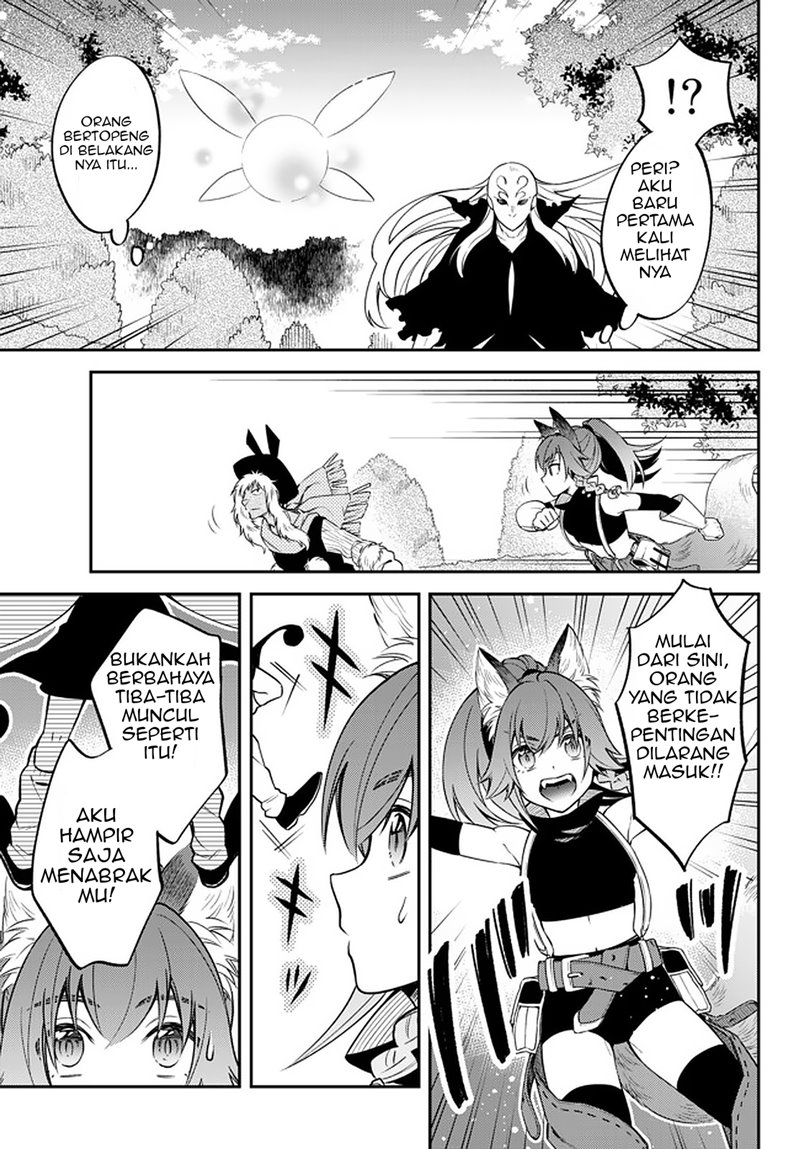 !?
PERI?
AKU
BARU
PERTAMA
KALI
MELIHAT
NYA
ORANG
BERTOPENG
DI BELAKANG
NYA ITU...
MULAI
DARI SINI,
ORANG
YANG TIDAK
BERKE-
PENTINGAN
DILARANG
MASUK!!
BUKANKAH
BERBAHAYA
TIBA-TIBA
MUNCUL
SEPERTI
ITU!
AKU
HAMPIR
SAJA
MENABRAK
MU!